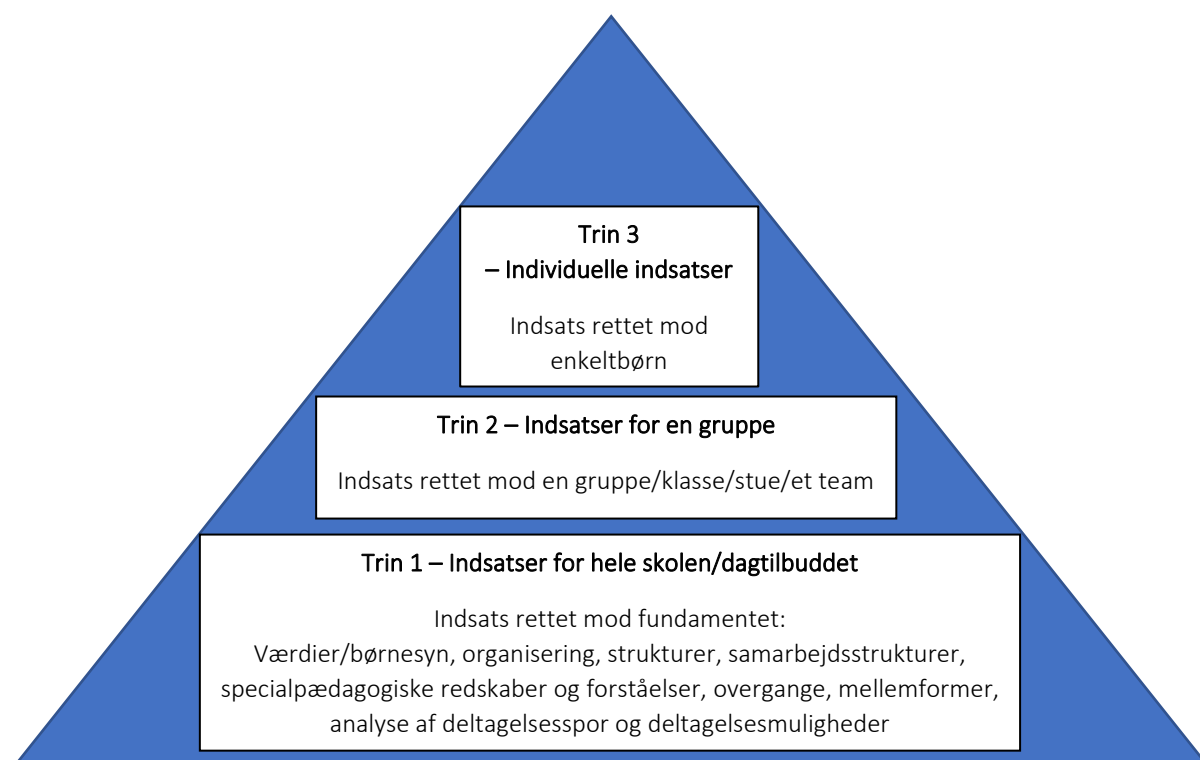 Trin 3
– Individuelle indsatser
Indsats rettet mod
enkeltbørn
Trin 2 – Indsatser for en gruppe
Indsats rettet mod en gruppe/klasse/stue/et team
Trin 1 – Indsatser for hele skolen/dagtilbuddet
Indsats rettet mod fundamentet:
Værdier/børnesyn, organisering, strukturer, samarbejdsstrukturer,
specialpædagogiske redskaber og forståelser, overgange, mellemformer,
analyse af deltagelsesspor og deltagelsesmuligheder